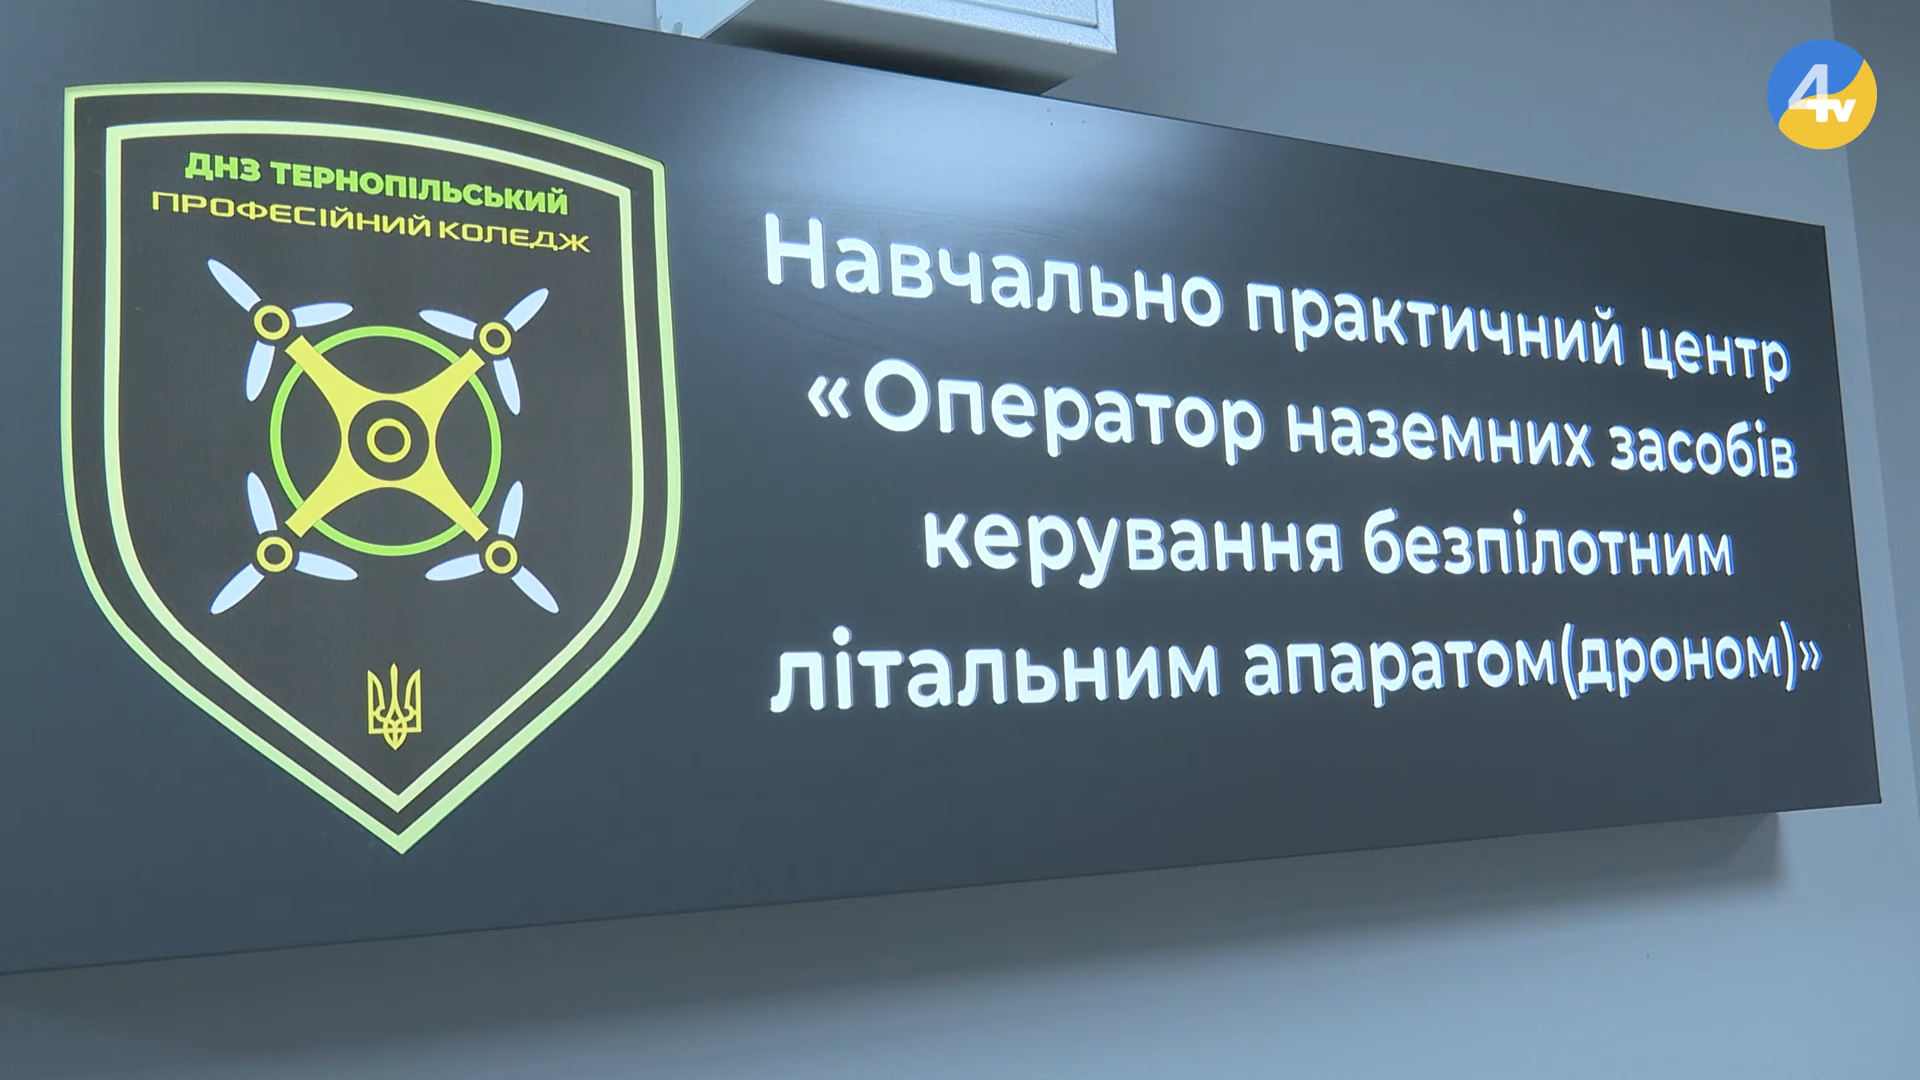 4tv
ДНЗ ТЕРНОПІЛЬСЬКИЙ
ПРОФЕСІЙНИЙ КОЛЕДЖ
Навчально практичний центр
«Оператор наземних засобів
керування безпілотним
літальним апаратом(дроном)»